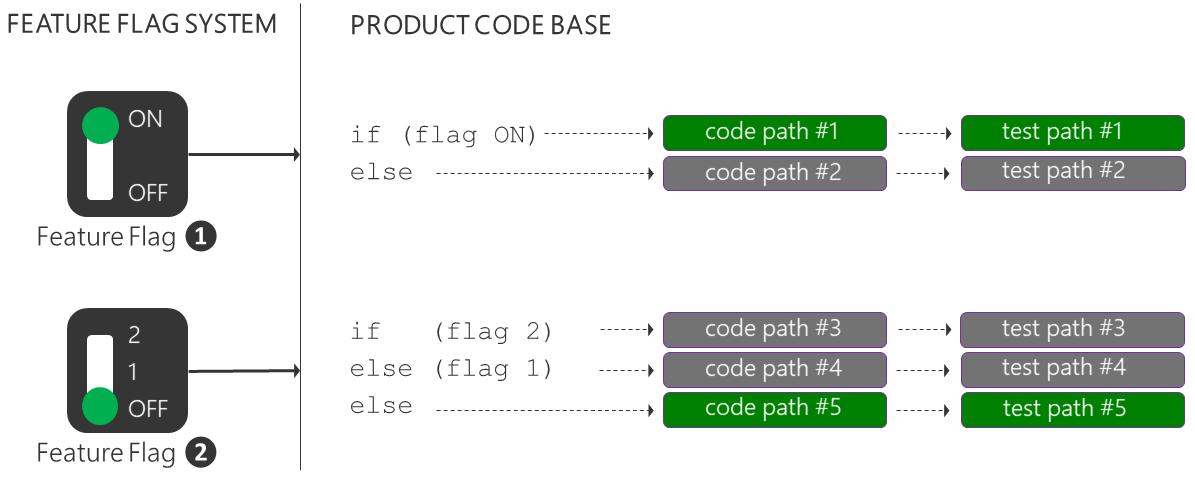 FEATURE FLAG SYSTEM
PRODUCT CODE BASE
ON
OFF
Feature Flag 1
if (flag ON) code path #1 test path #1
else code path #2 test path #2
2
1
OFF
Feature Flag 2
if (flag 2) code path #3 test path #3
else (flag 1) code path #4 test path #4
else code path #5 test path #5